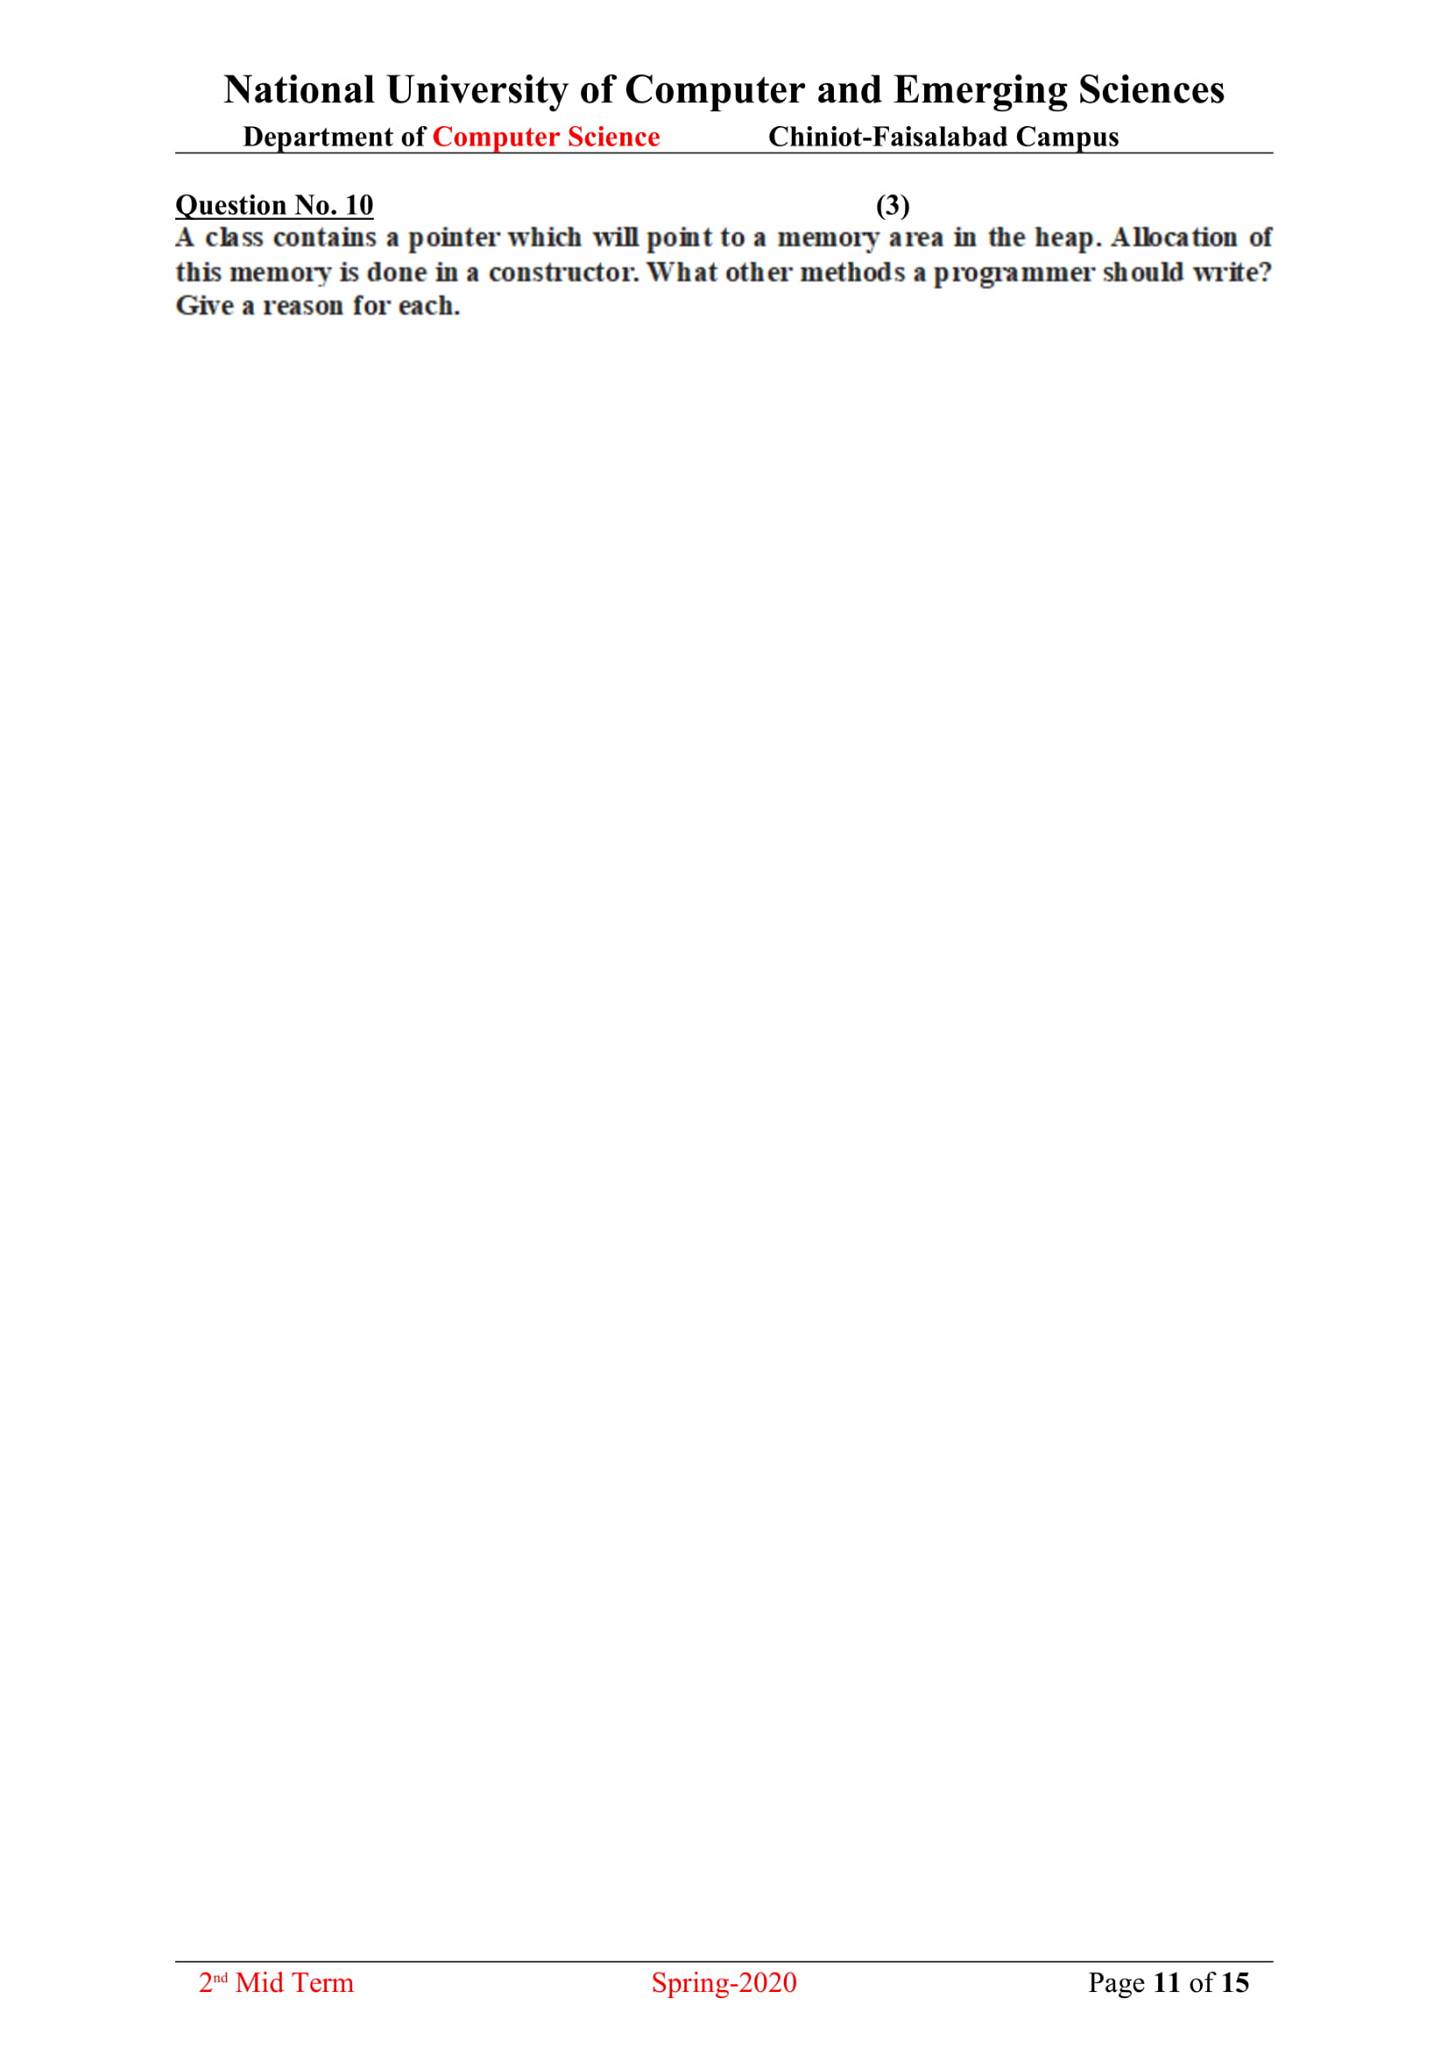 National University of Computer and Emerging Sciences
Department of Computer Science Chiniot-Faisalabad Campus
Question No. 10 (3)
A class contains a pointer which will point to a memory area in the heap. Allocation of
this memory is done in a constructor. What other methods a programmer should write?
Give a reason for each.
2nd Mid Term Spring-2020 Page 11 of 15